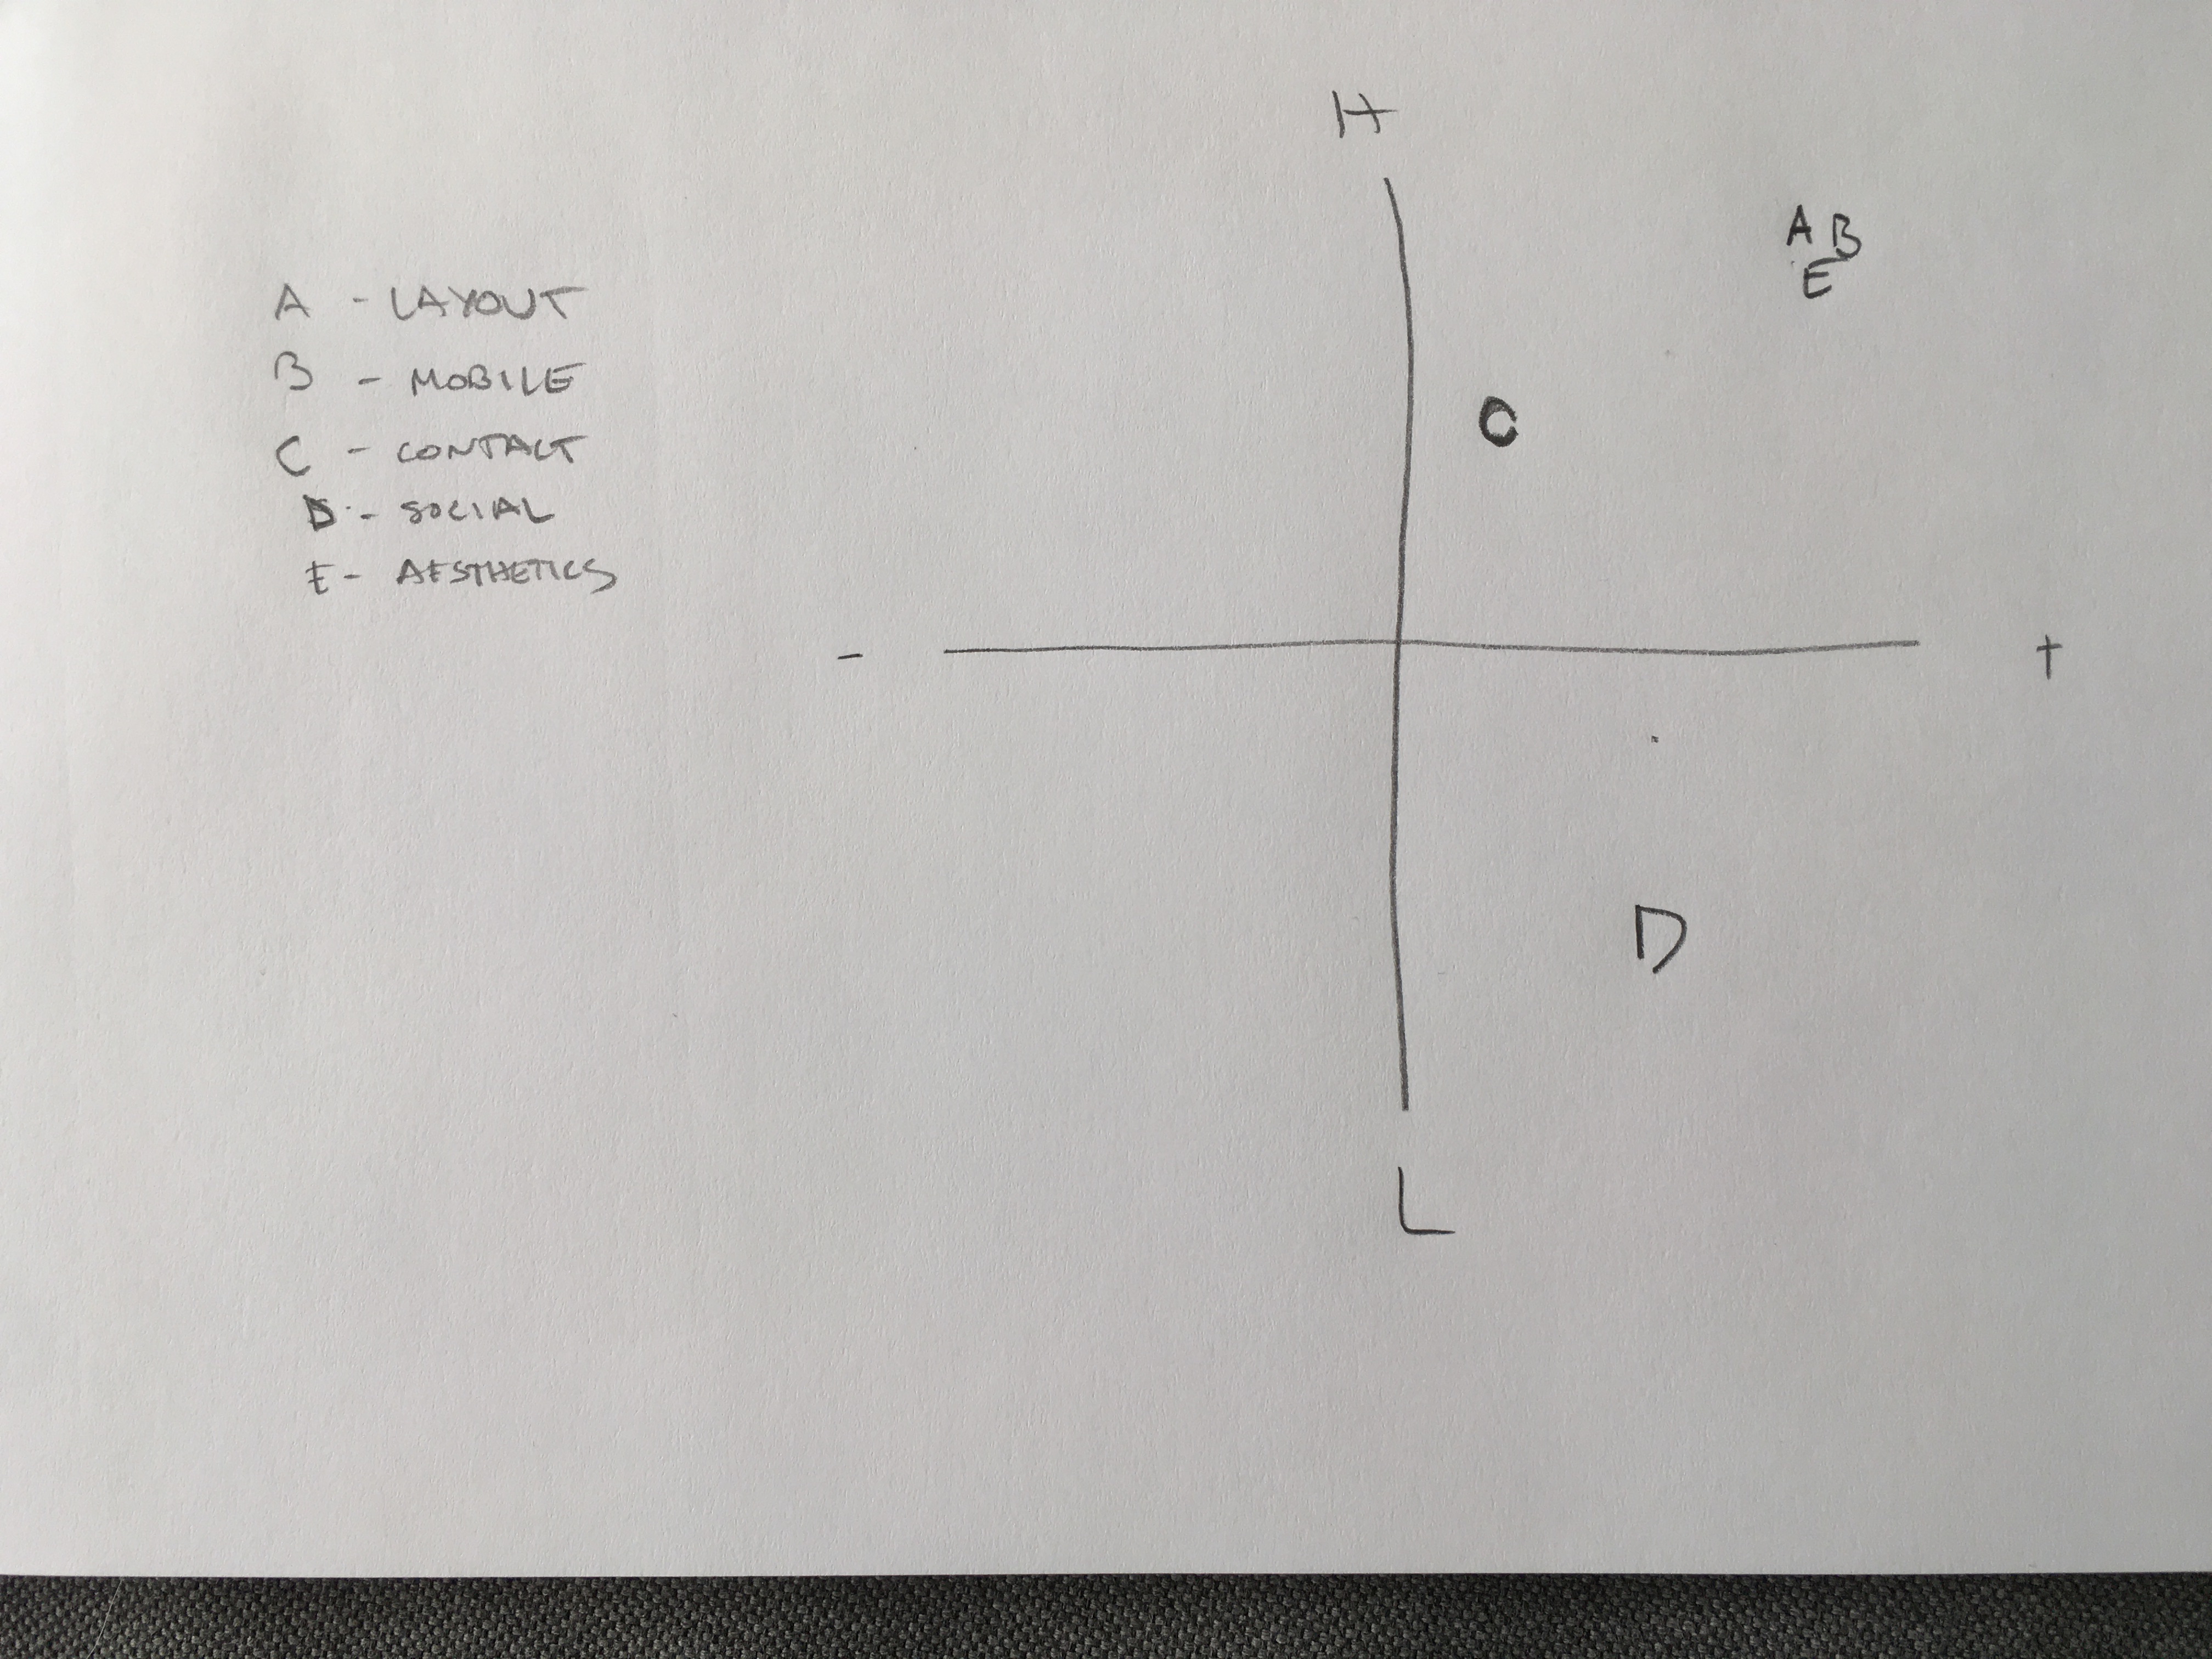 H
A B
E
A - LAYOUT
B - MOBILE
C
C - CONTACT
D - SOCIAL
E - AESTHETICS
- +
D
L